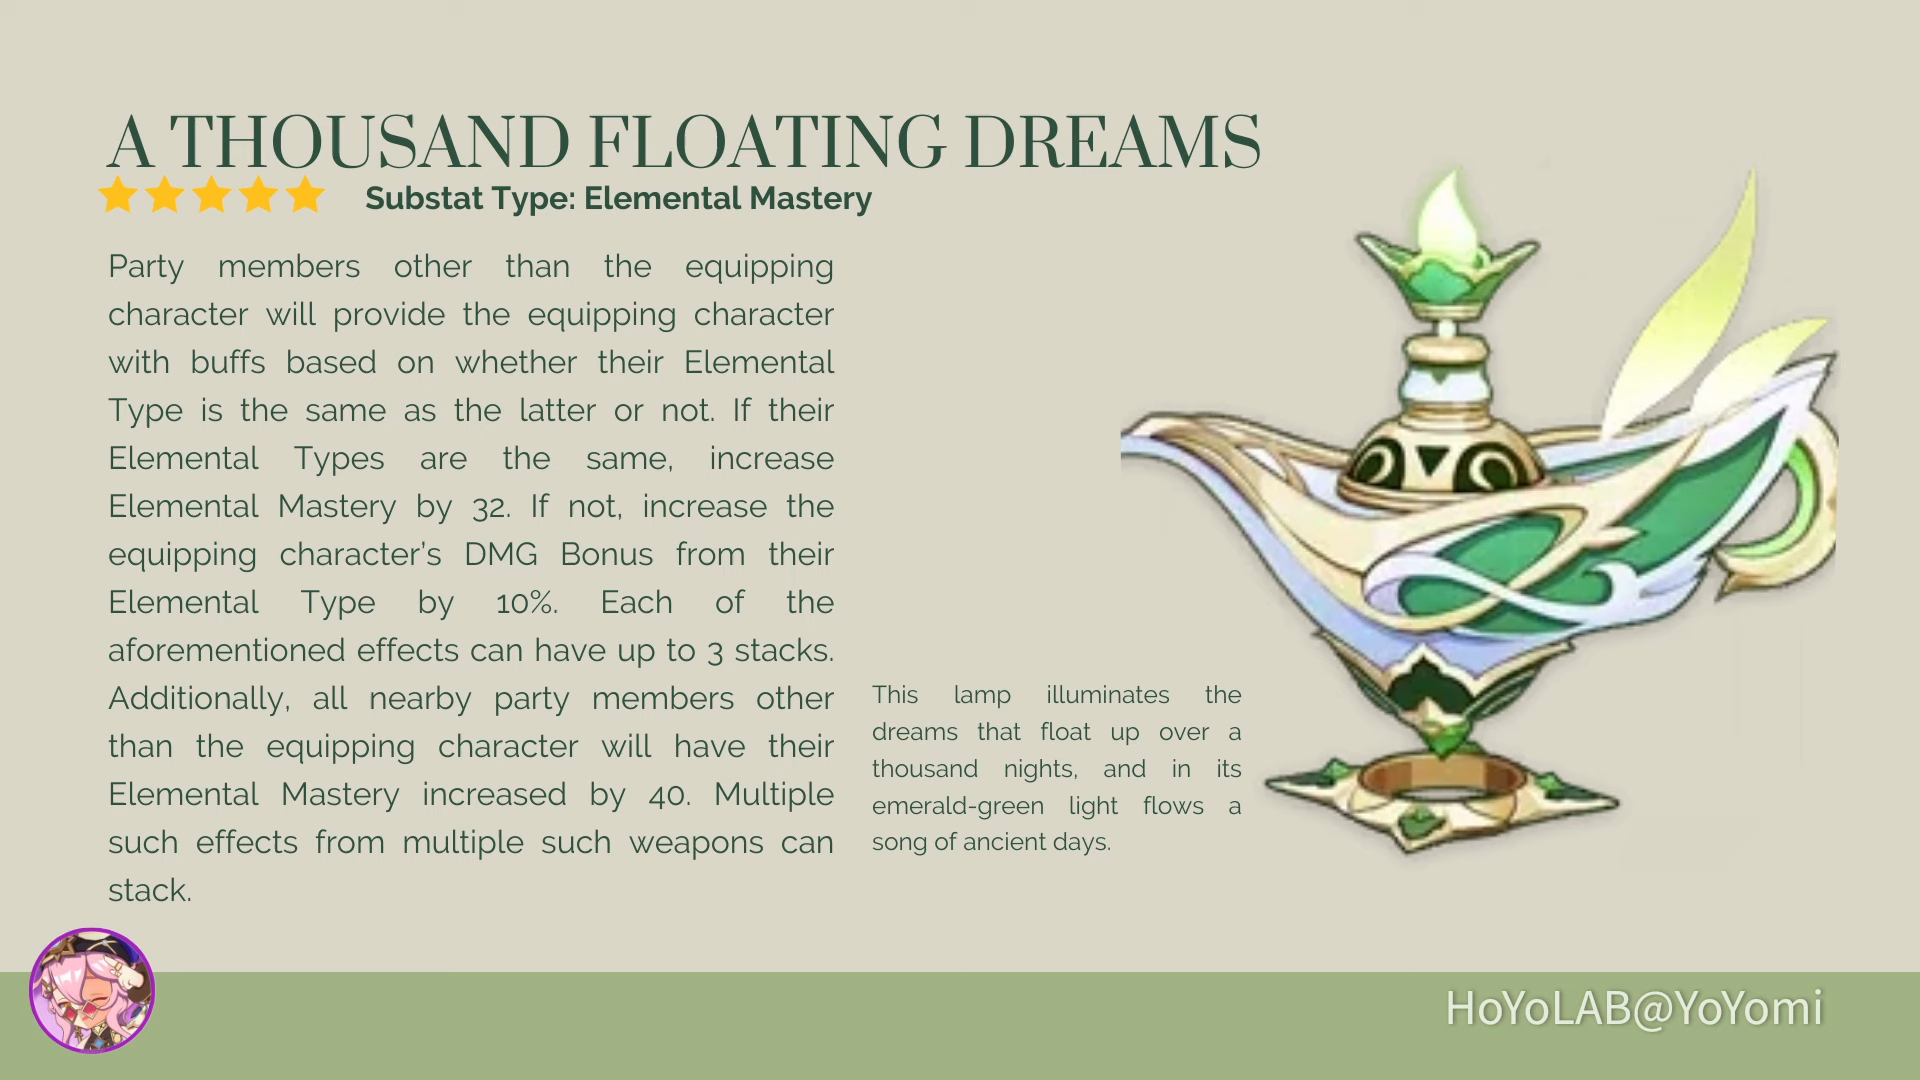 A THOUSAND FLOATING DREAMS
Substat Type: Elemental Mastery
Party members other than the equipping
character will provide the equipping character
with buffs based on whether their Elemental
Type is the same as the latter or not. If their
Elemental Types are the same, increase
Elemental Mastery by 32. If not, increase the
equipping character’s DMG Bonus from their
Elemental Type by 10%. Each of the
aforementioned effects can have up to 3 stacks.
Additionally, all nearby party members other
than the equipping character will have their
Elemental Mastery increased by 40. Multiple
such effects from multiple such weapons can
stack.
This lamp illuminates the
dreams that float up over a
thousand nights, and in its
emerald-green light flows a
song of ancient days.
HoYoLAB@YoYomi